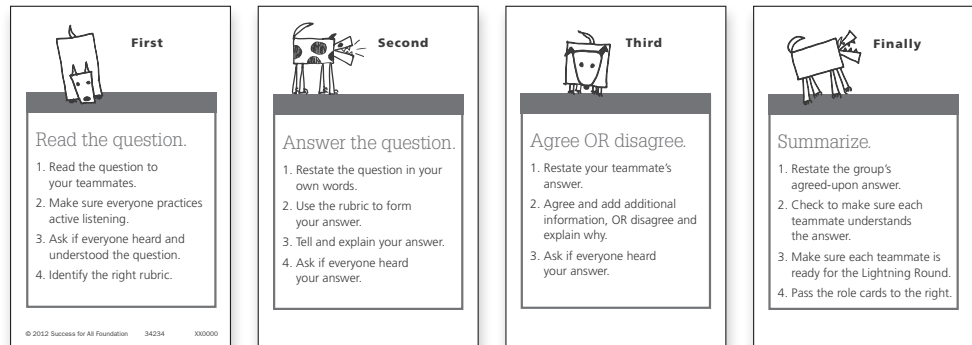 First
Read the question.
1. Read the question to
your teammates.
2. Make sure everyone practices
active listening.
3. Ask if everyone heard and
understood the question.
4. Identify the right rubric.
© 2012 Success for All Foundation 34234 XX0000
Second
Answer the question.
1. Restate the question in your
own words.
2. Use the rubric to form
your answer.
3. Tell and explain your answer.
4. Ask if everyone heard
your answer.
Third
Agree OR disagree.
1. Restate your teammate's
answer.
2. Agree and add additional
information, OR disagree and
explain why.
3. Ask if everyone heard
your answer.
Finally
Summarize.
1. Restate the group's
agreed-upon answer.
2. Check to make sure each
teammate understands
the answer.
3. Make sure each teammate is
ready for the Lightning Round.
4. Pass the role cards to the right.